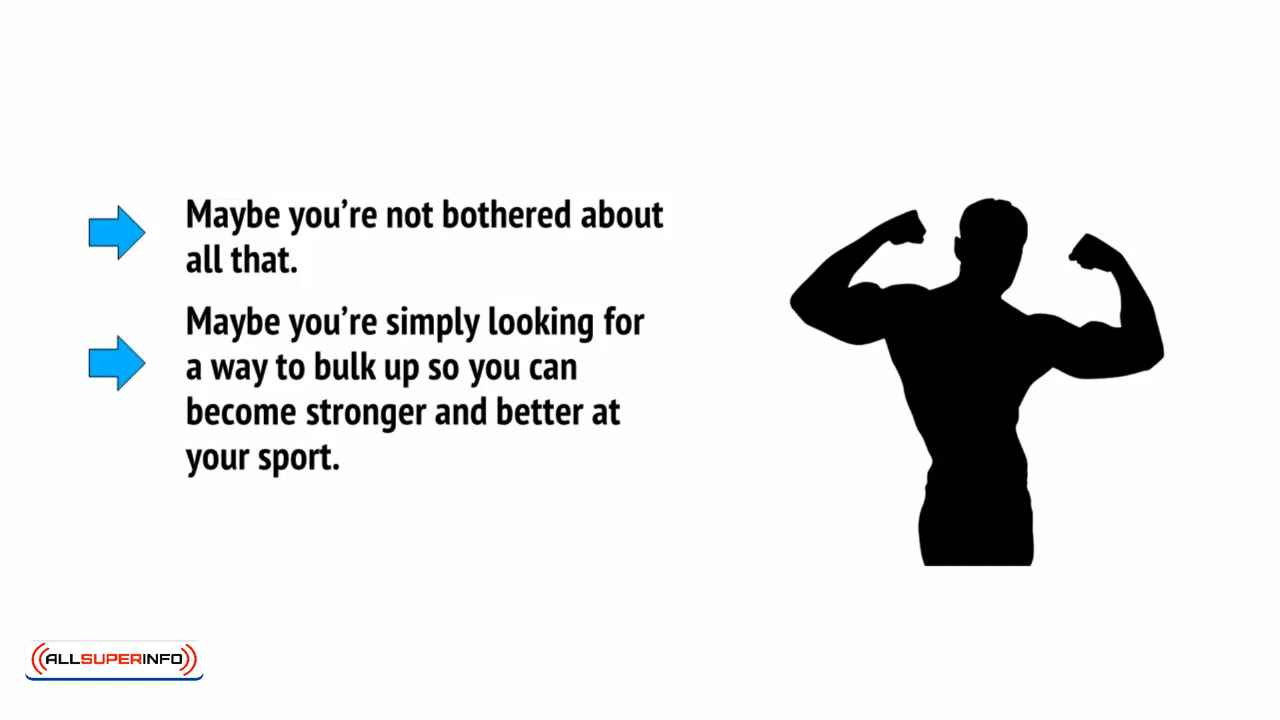 Maybe you’re not bothered about
all that.
Maybe you’re simply looking for
a way to bulk up so you can
become stronger and better at
your sport.
ALLSUPERINFO